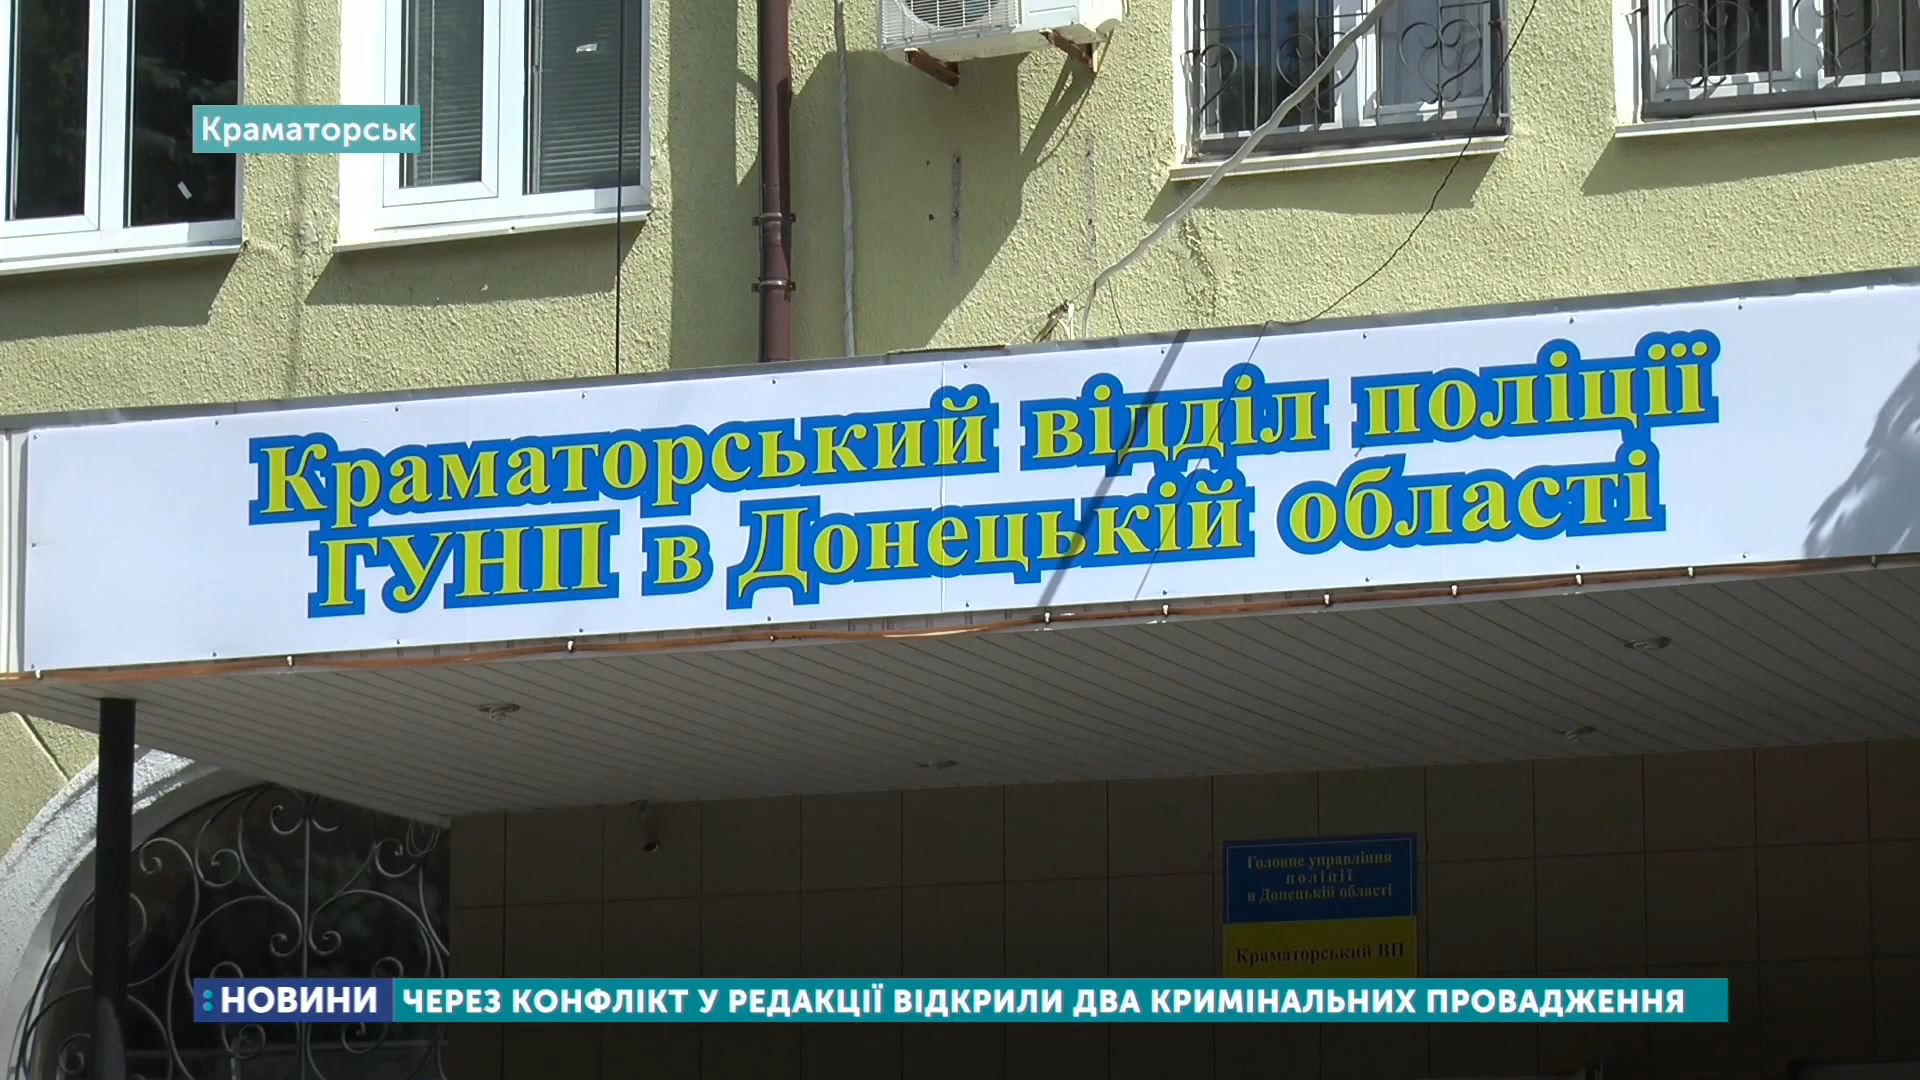 Краматорськ
Краматорський відділ поліції
ГУНП в Донецькій області
Головне управління
поліції
в Донецькій області
Краматорський ВП
НОВИНИ ЧЕРЕЗ КОНФЛІКТ У РЕДАКЦІЇ ВІДКРИЛИ ДВА КРИМІНАЛЬНИХ ПРОВАДЖЕННЯ